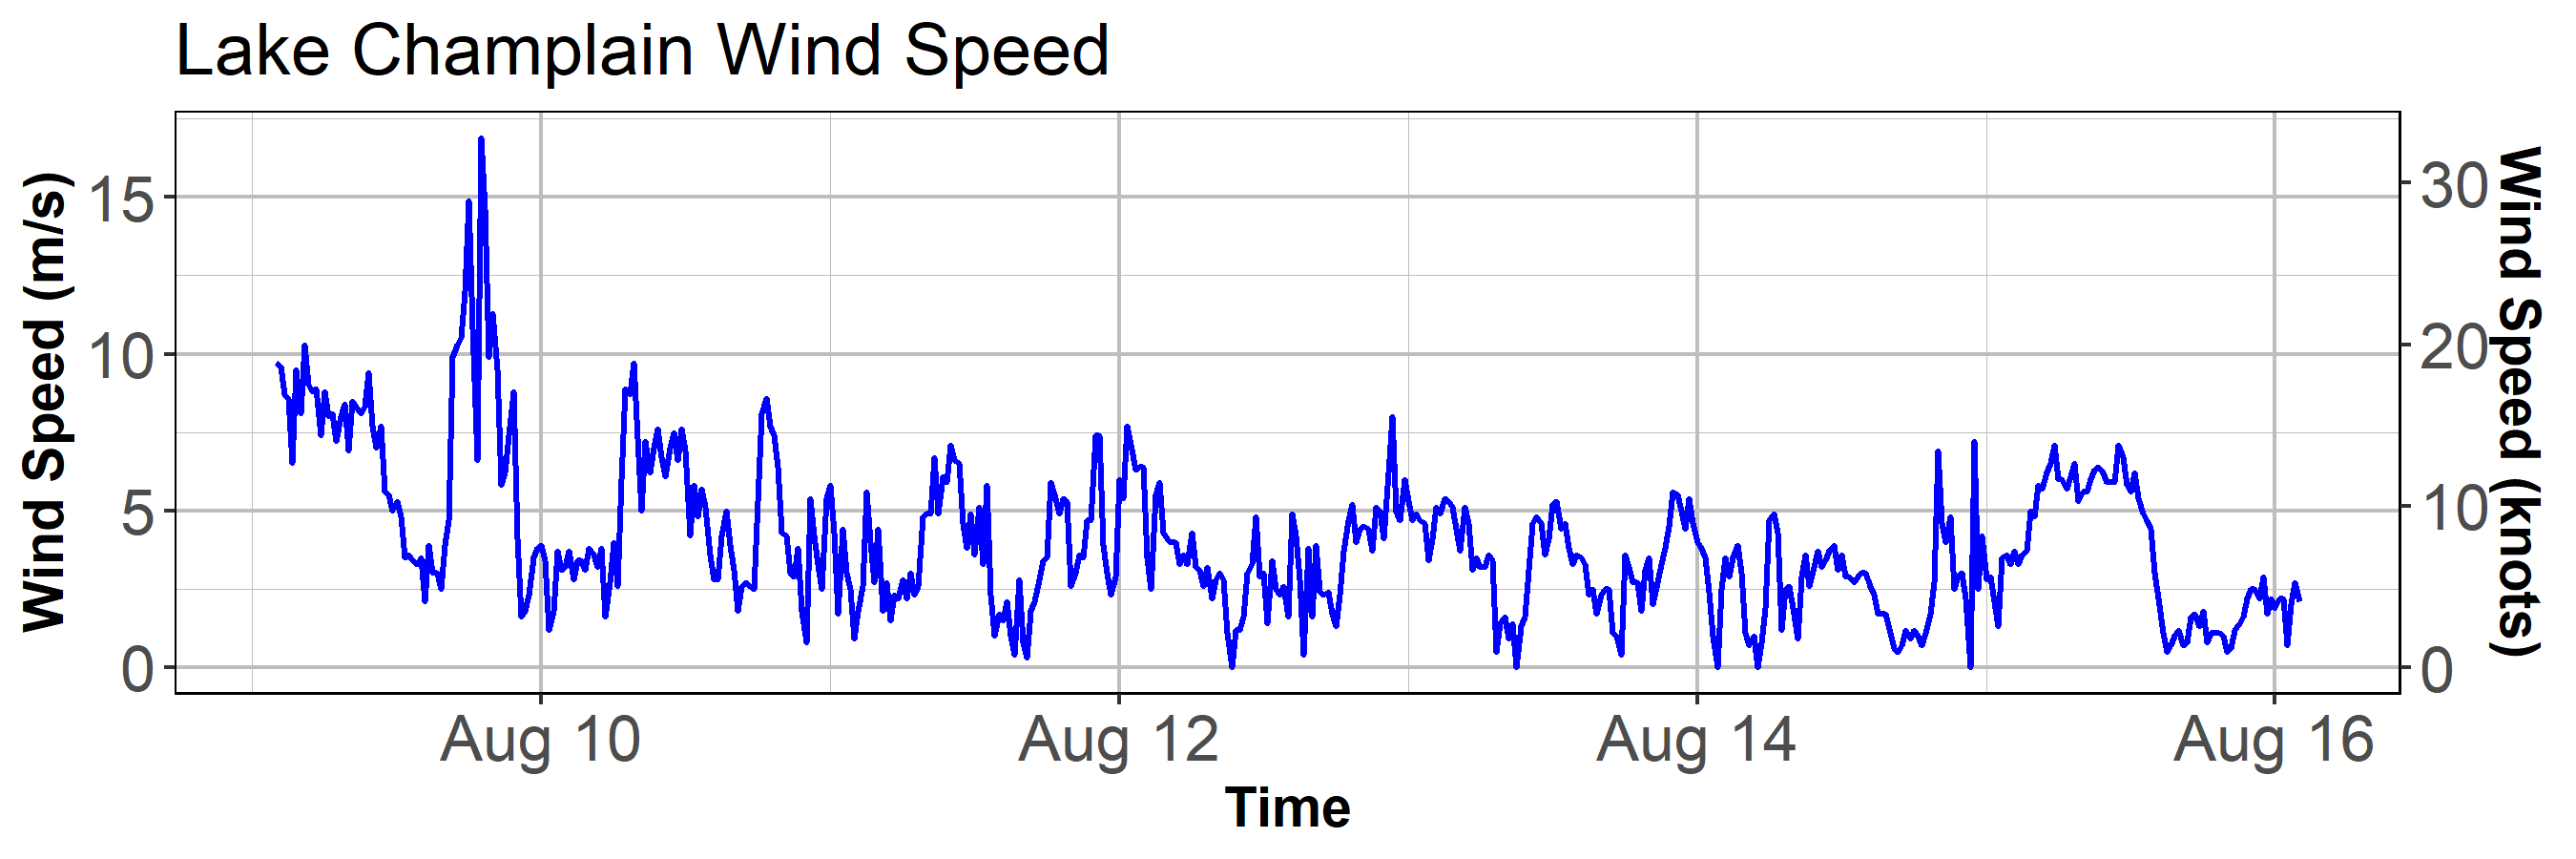 Lake Champlain Wind Speed
Wind Speed (m/s)
15
10
5
0
30
20
10
0
Wind Speed (knots)
Aug 10
Aug 12
Aug 14
Aug 16
Time